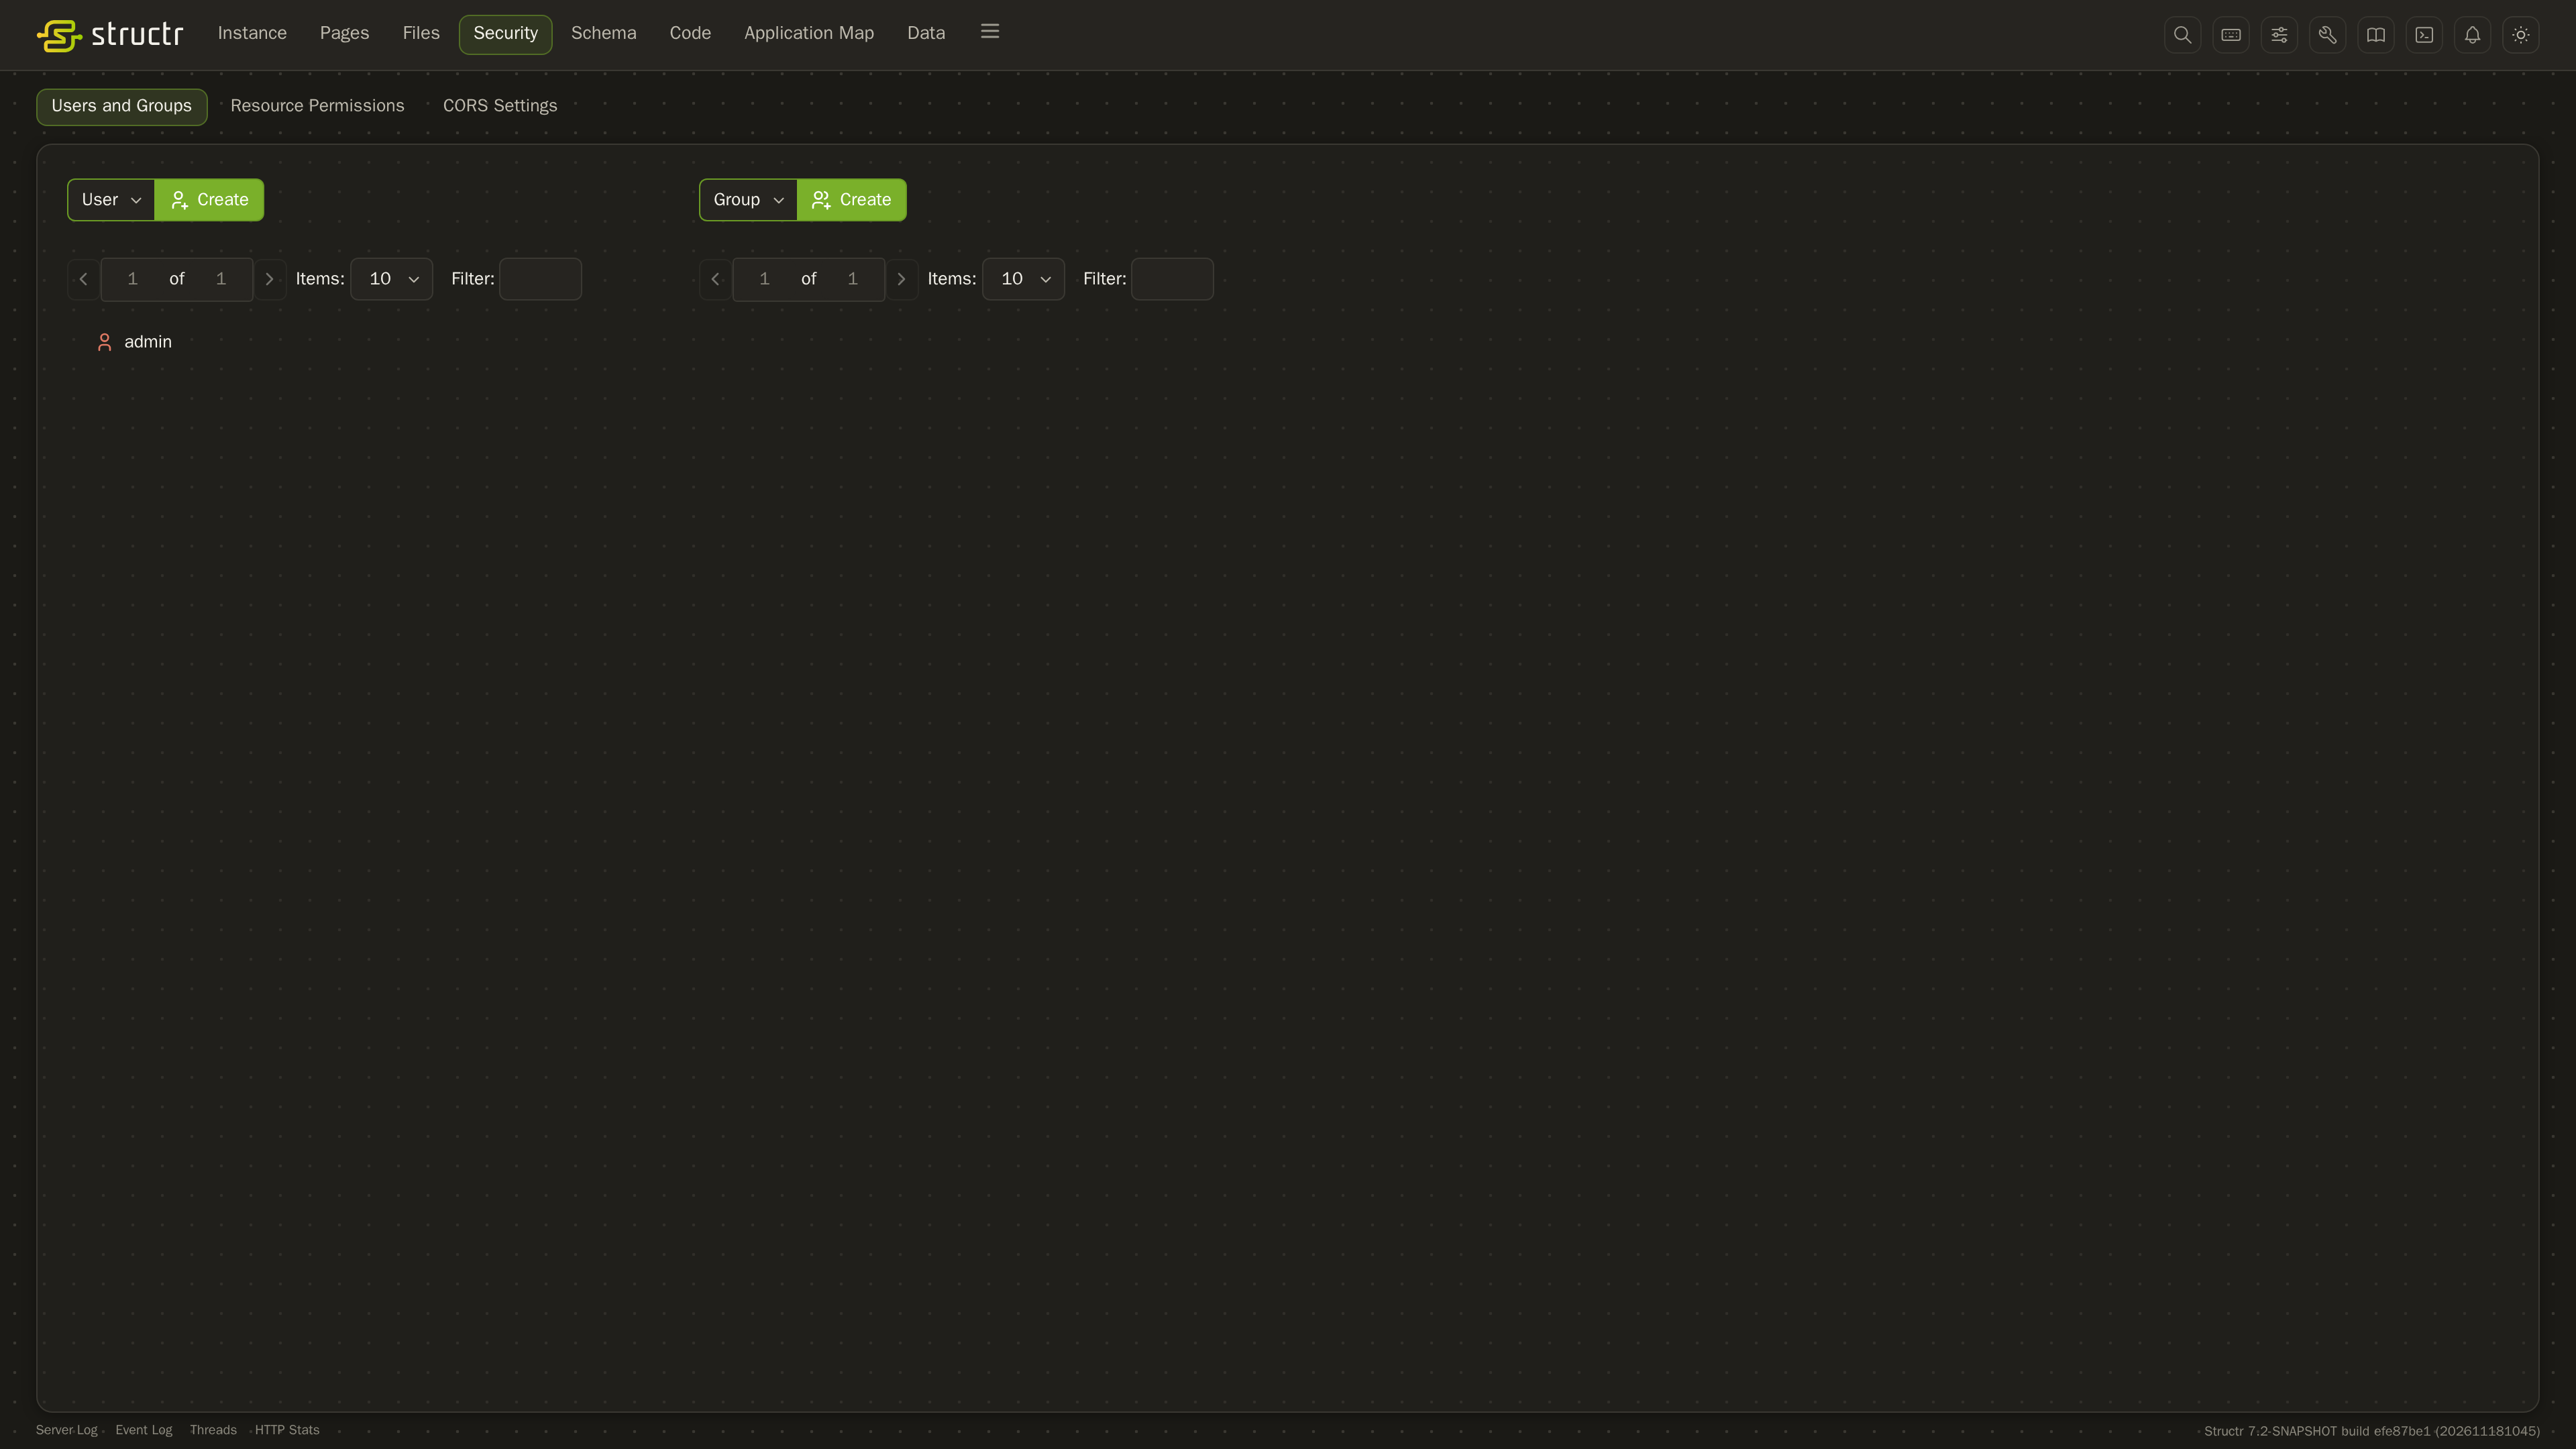 structr Instance Pages Files Security Schema Code Application Map Data
Users and Groups Resource Permissions CORS Settings
User Create Group Create
1 of 1 Items: 10 Filter: 1 of 1 Items: 10 Filter:
admin
Server Log Event Log Threads HTTP Stats Structr 7.2-SNAPSHOT build efe87be1 (202611181045)